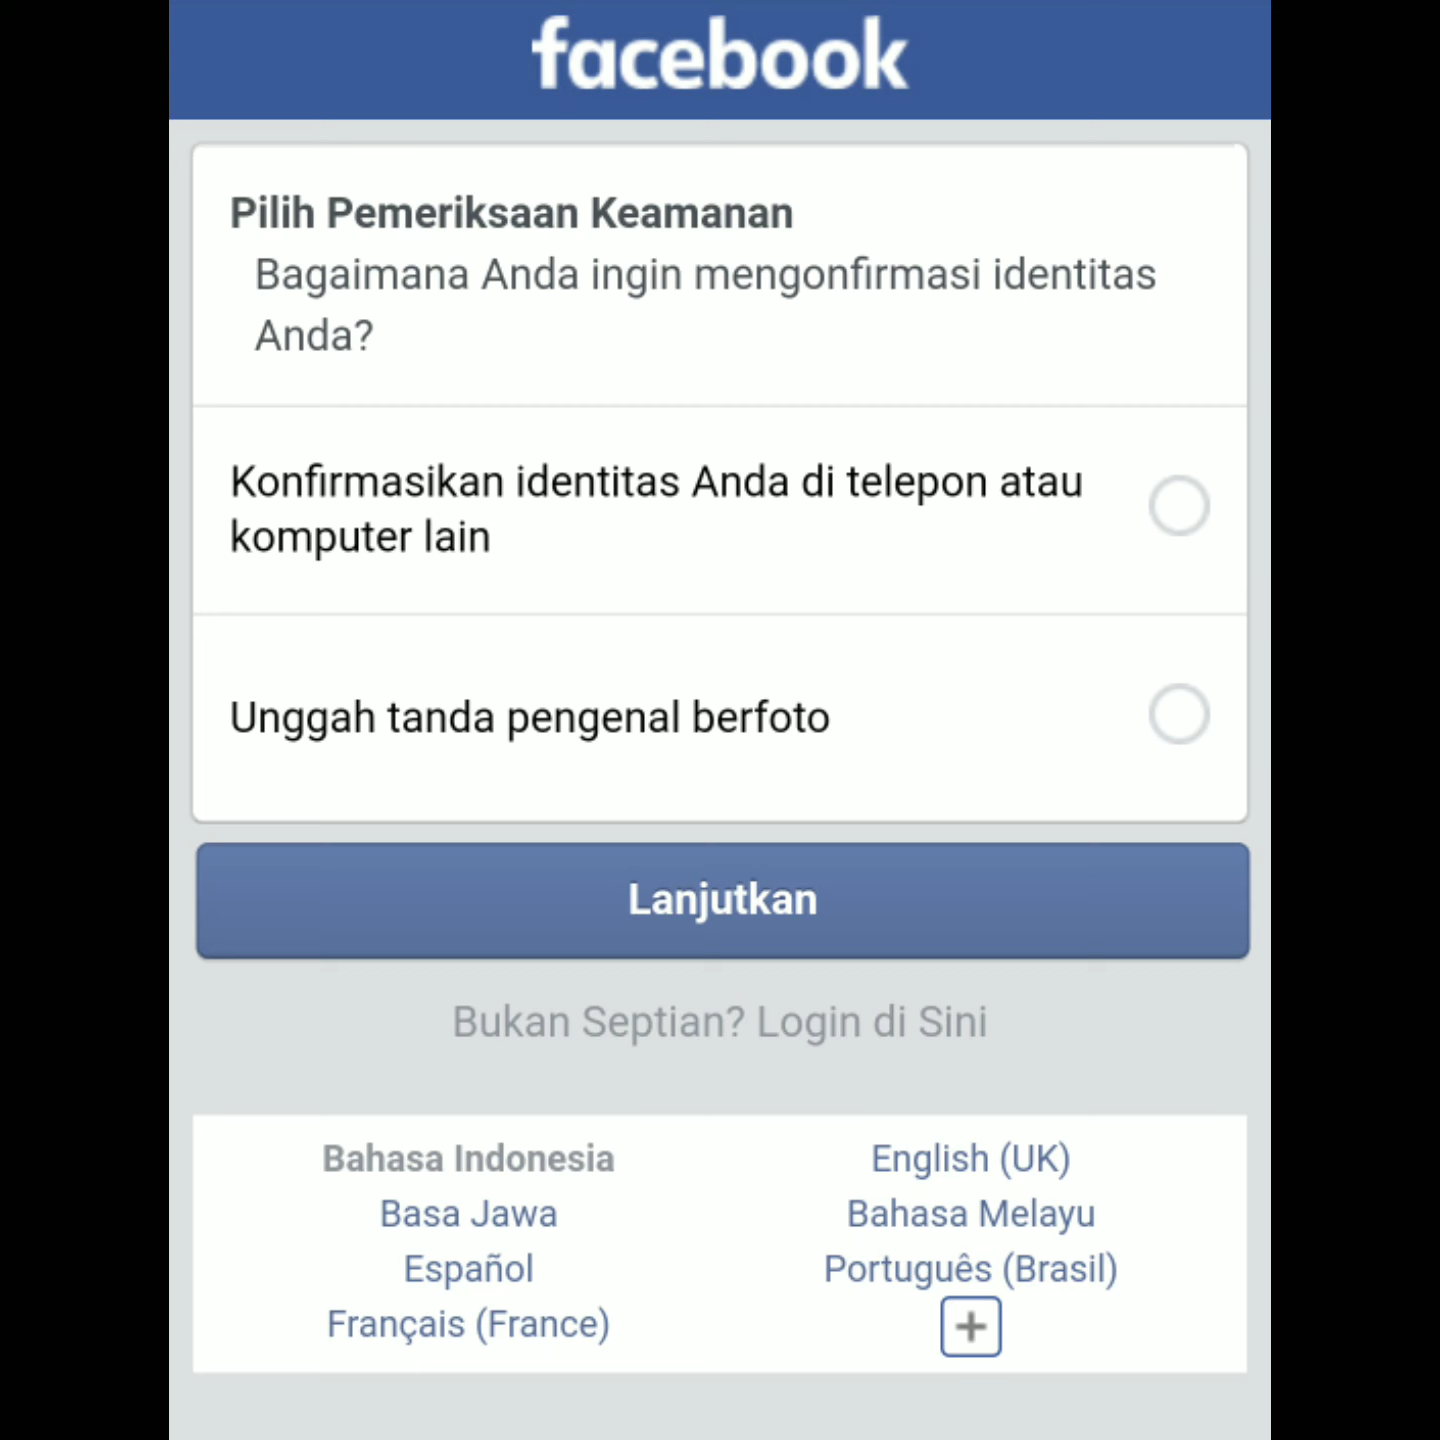 facebook
Pilih Pemeriksaan Keamanan
Bagaimana Anda ingin mengonfirmasi identitas
Anda?
Konfirmasikan identitas Anda di telepon atau
komputer lain
Unggah tanda pengenal berfoto
Lanjutkan
Bukan Septian? Login di Sini
Bahasa Indonesia
English (UK)
Basa Jawa
Bahasa Melayu
Español
Português (Brasil)
Français (France)
+